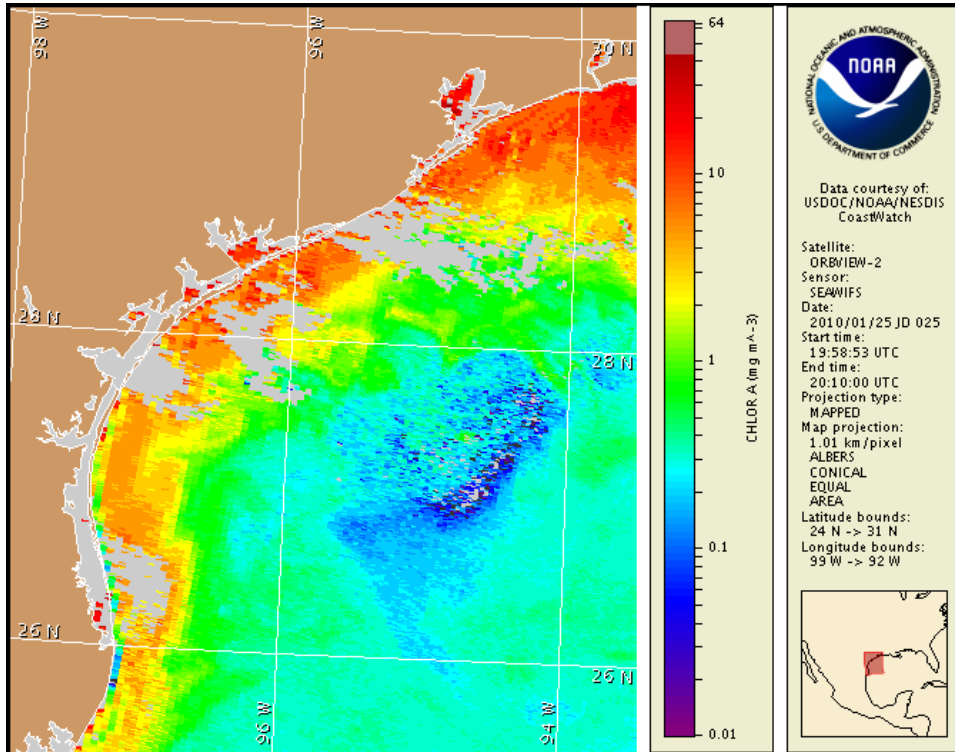 98 W
96 W
30 N
28 N
28 N
26 N
26 N
96 W
94 W
64
10
1
0.1
0.01
CHLOR A (mg m^-3)
NATIONAL OCEANIC AND ATMOSPHERIC ADMINISTRATION
NOAA
U.S. DEPARTMENT OF COMMERCE
Data courtesy of:
USDOC/NOAA/NESDIS
CoastWatch
Satellite:
ORBVIEW-2
Sensor:
SEAWIFS
Date:
2010/01/25 JD 025
Start time:
19:58:53 UTC
End time:
20:10:00 UTC
Projection type:
MAPPED
Map projection:
1.01 km/pixel
ALBERS
CONICAL
EQUAL
AREA
Latitude bounds:
24 N -> 31 N
Longitude bounds:
99 W -> 92 W